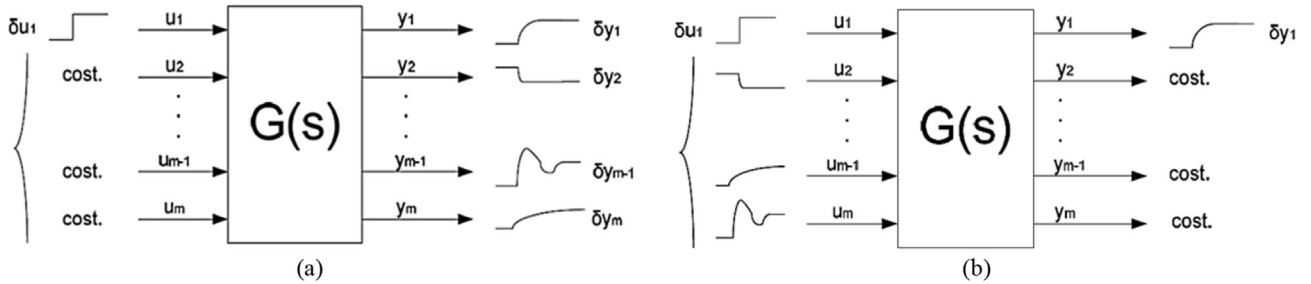 δu1 u1 y1 δy1
cost. u2 y2 δy2
G(s)
cost. um-1 ym-1 δym-1
cost. um ym δym
(a)
δu1 u1 y1 δy1
u2 y2 cost.
G(s)
um-1 ym-1 cost.
um ym cost.
(b)